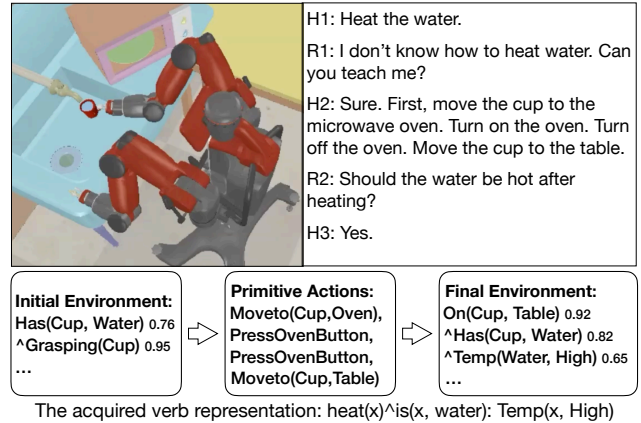 H1: Heat the water.
R1: I don't know how to heat water. Can
you teach me?
H2: Sure. First, move the cup to the
microwave oven. Turn on the oven. Turn
off the oven. Move the cup to the table.
R2: Should the water be hot after
heating?
H3: Yes.
Initial Environment:
Has(Cup, Water) 0.76
^Grasping(Cup) 0.95
...
Primitive Actions:
Moveto(Cup,Oven),
PressOvenButton,
PressOvenButton,
Moveto(Cup,Table)
Final Environment:
On(Cup, Table) 0.92
^Has(Cup, Water) 0.82
^Temp(Water, High) 0.65
...
The acquired verb representation: heat(x)^is(x, water): Temp(x, High)